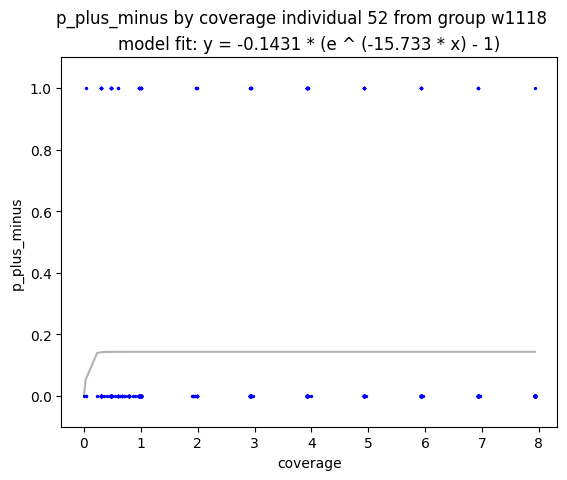 p_plus_minus by coverage individual 52 from group w1118
model fit: y = -0.1431 * (e ^ (-15.733 * x) - 1)
1.0
0.8
0.6
0.4
0.2
0.0
p_plus_minus
0 1 2 3 4 5 6 7 8
coverage